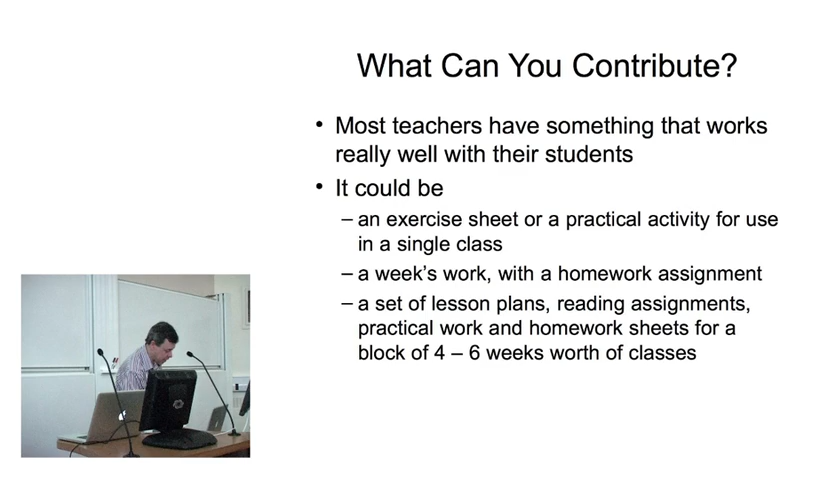 What Can You Contribute?
• Most teachers have something that works
really well with their students
• It could be
– an exercise sheet or a practical activity for use
in a single class
– a week's work, with a homework assignment
– a set of lesson plans, reading assignments,
practical work and homework sheets for a
block of 4 – 6 weeks worth of classes